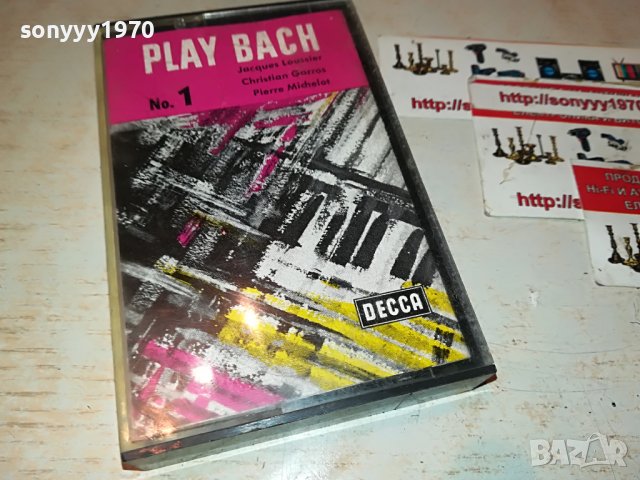 sonyyy1970
PLAY BACH
Jacques Loussier
Christian Garros
Pierre Michelot
No. 1
DECCA
http://s
http://sonyyy1970
http://s
ПРОД
HI-FI И А
ЕЛ
BAZAR